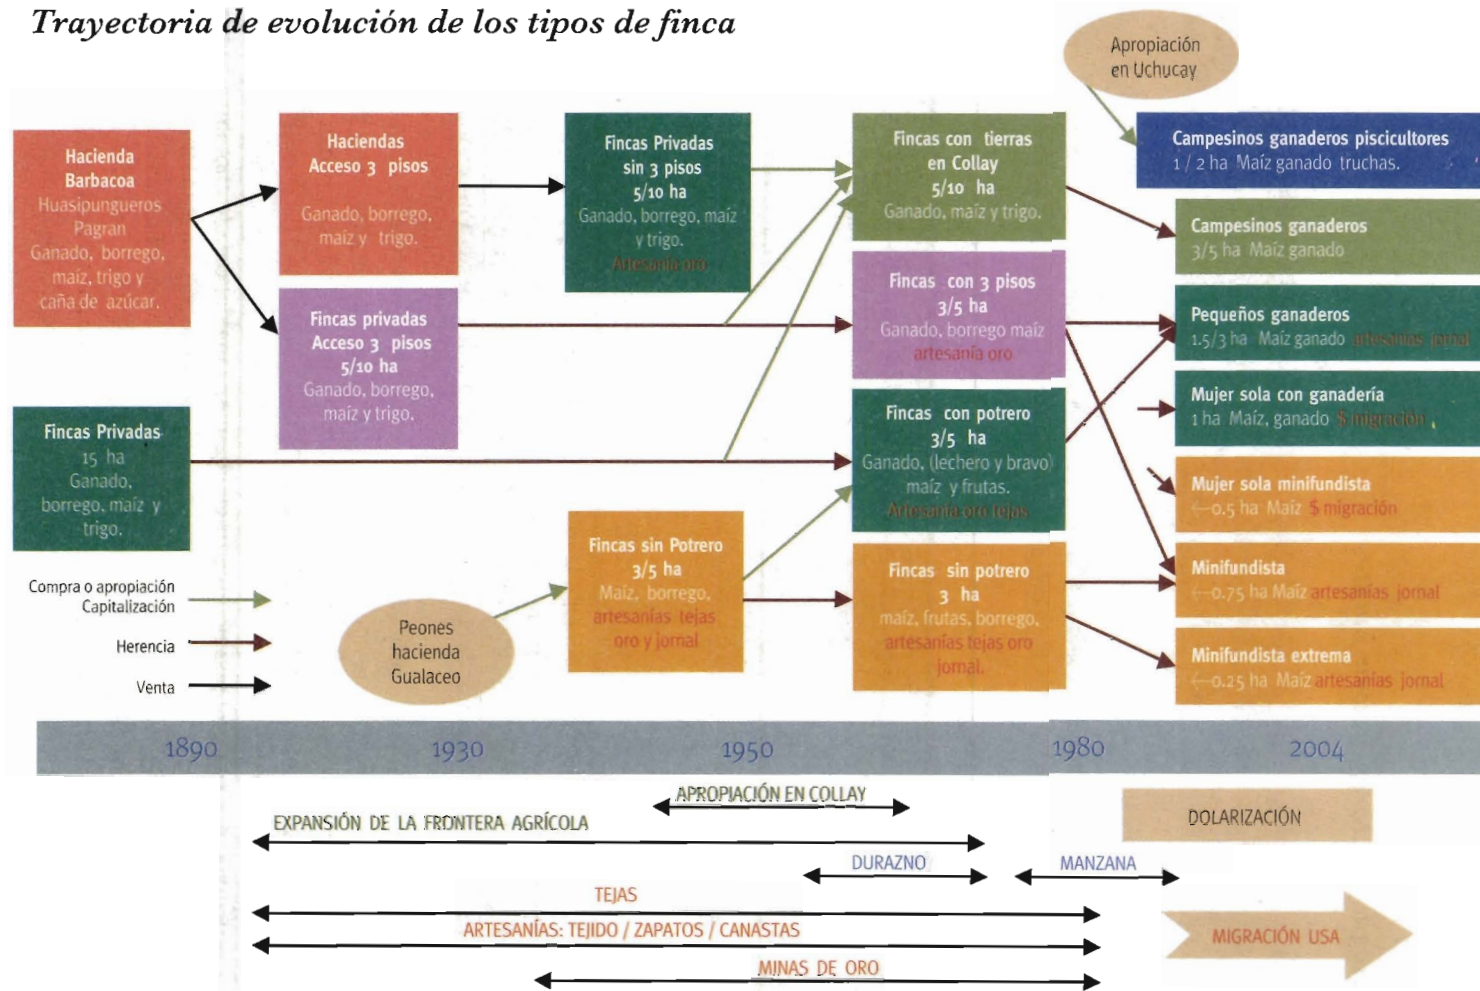 Trayectoria de evolución de los tipos de finca
Apropiación
en Uchucay
Hacienda
Barbacoa
Huasipungueros
Pagran
Ganado, borrego,
maíz, trigo y
caña de azúcar.
Haciendas
Acceso 3 pisos
Ganado, borrego,
maíz y trigo.
Fincas Privadas
sin 3 pisos
5/10 ha
Ganado, borrego, maíz
y trigo.
Artesanía oro
Fincas con tierras
en Collay
5/10 ha
Ganado, maíz y trigo.
Campesinos ganaderos piscicultores
1 / 2 ha Maíz ganado truchas.
Campesinos ganaderos
3/5 ha Maíz ganado
Fincas privadas
Acceso 3 pisos
5/10 ha
Ganado, borrego,
maíz y trigo.
Fincas con 3 pisos
3/5 ha
Ganado, borrego maíz
artesanía oro
Pequeños ganaderos
1.5/3 ha Maíz ganado artesanías jornal
Mujer sola con ganadería
1 ha Maíz, ganado $ migración
Fincas Privadas
15 ha
Ganado,
borrego, maíz y
trigo.
Fincas con potrero
3/5 ha
Ganado, (lechero y bravo)
maíz y frutas.
Artesanía oro tejas
Mujer sola minifundista
←0.5 ha Maíz $ migración
Fincas sin Potrero
3/5 ha
Maíz, borrego,
artesanías tejas
oro y jornal
Fincas sin potrero
3 ha
maíz, frutas, borrego,
artesanías tejas oro
jornal.
Minifundista
←0.75 ha Maíz artesanías jornal
Minifundista extrema
←0.25 ha Maíz artesanías jornal
Compra o apropiación
Capitalización
Herencia
Venta
Peones
hacienda
Gualaceo
1890 1930 1950 1980 2004
APROPIACIÓN EN COLLAY
EXPANSIÓN DE LA FRONTERA AGRÍCOLA
DOLARIZACIÓN
DURAZNO
MANZANA
TEJAS
ARTESANÍAS: TEJIDO / ZAPATOS / CANASTAS
MIGRACIÓN USA
MINAS DE ORO